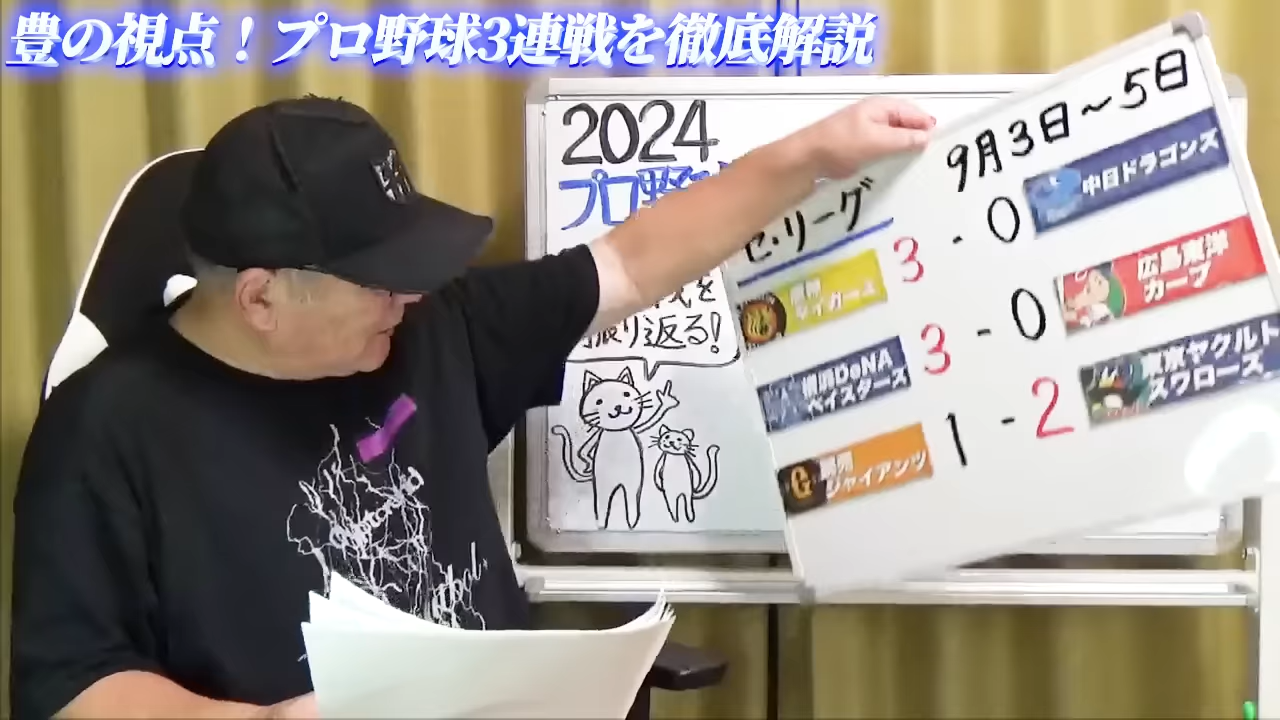 豊の視点！プロ野球3連戦を徹底解説
2024
プロ野
を
振り返る!
9月3日～5日
セ・リーグ
阪神タイガース 3 - 0 中日ドラゴンズ
横浜DeNA
ベイスターズ
3 - 0
広島東洋
カープ
G
読売
ジャイアンツ
1 - 2
東京ヤクルト
スワローズ